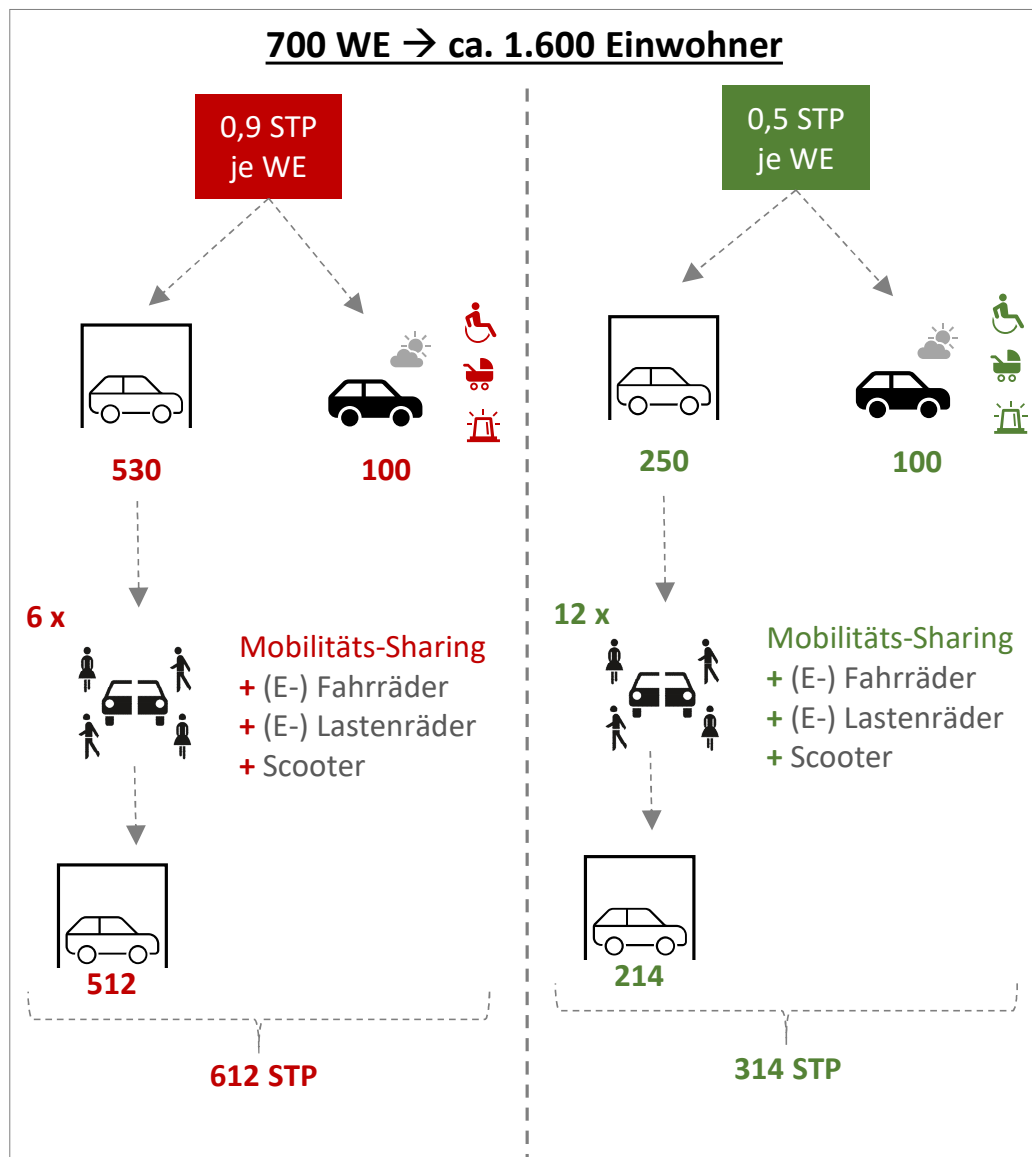 700 WE → ca. 1.600 Einwohner
0,9 STP
je WE
530
100
6 x
Mobilitäts-Sharing
+ (E-) Fahrräder
+ (E-) Lastenräder
+ Scooter
512
612 STP
0,5 STP
je WE
250
100
12 x
Mobilitäts-Sharing
+ (E-) Fahrräder
+ (E-) Lastenräder
+ Scooter
214
314 STP